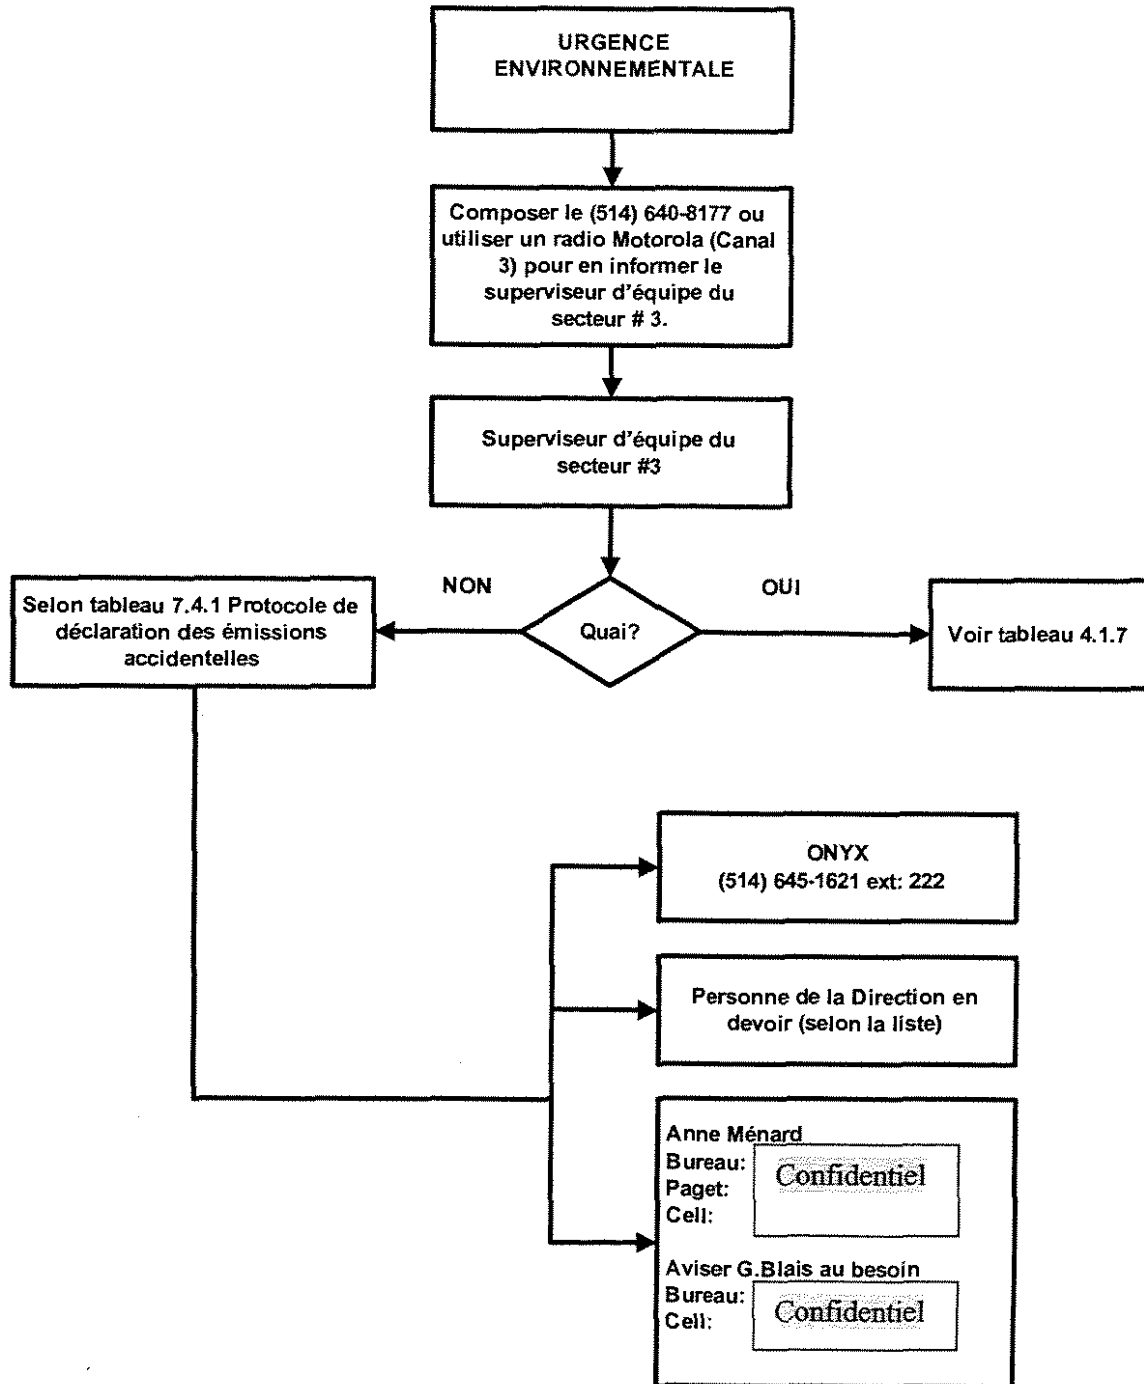 URGENCE
ENVIRONNEMENTALE
Composer le (514) 640-8177 ou
utiliser un radio Motorola (Canal
3) pour en informer le
superviseur d'équipe du
secteur # 3.
Superviseur d'équipe du
secteur #3
NON
OUI
Selon tableau 7.4.1 Protocole de
déclaration des émissions
accidentelles
Quai?
Voir tableau 4.1.7
ONYX
(514) 645-1621 ext: 222
Personne de la Direction en
devoir (selon la liste)
Anne Ménard
Bureau:
Confidentiel
Paget:
Cell:
Aviser G.Blais au besoin
Bureau:
Confidentiel
Cell: